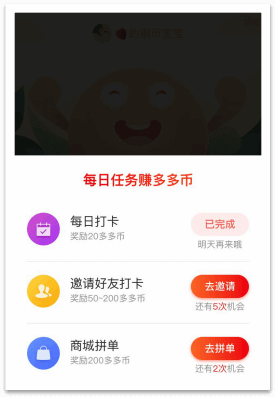 每日任务赚多多币
每日打卡
奖励20多多币
已完成
明天再来哦
邀请好友打卡
奖励50-200多多币
去邀请
还有5次机会
商城拼单
奖励200多多币
去拼单
还有2次机会